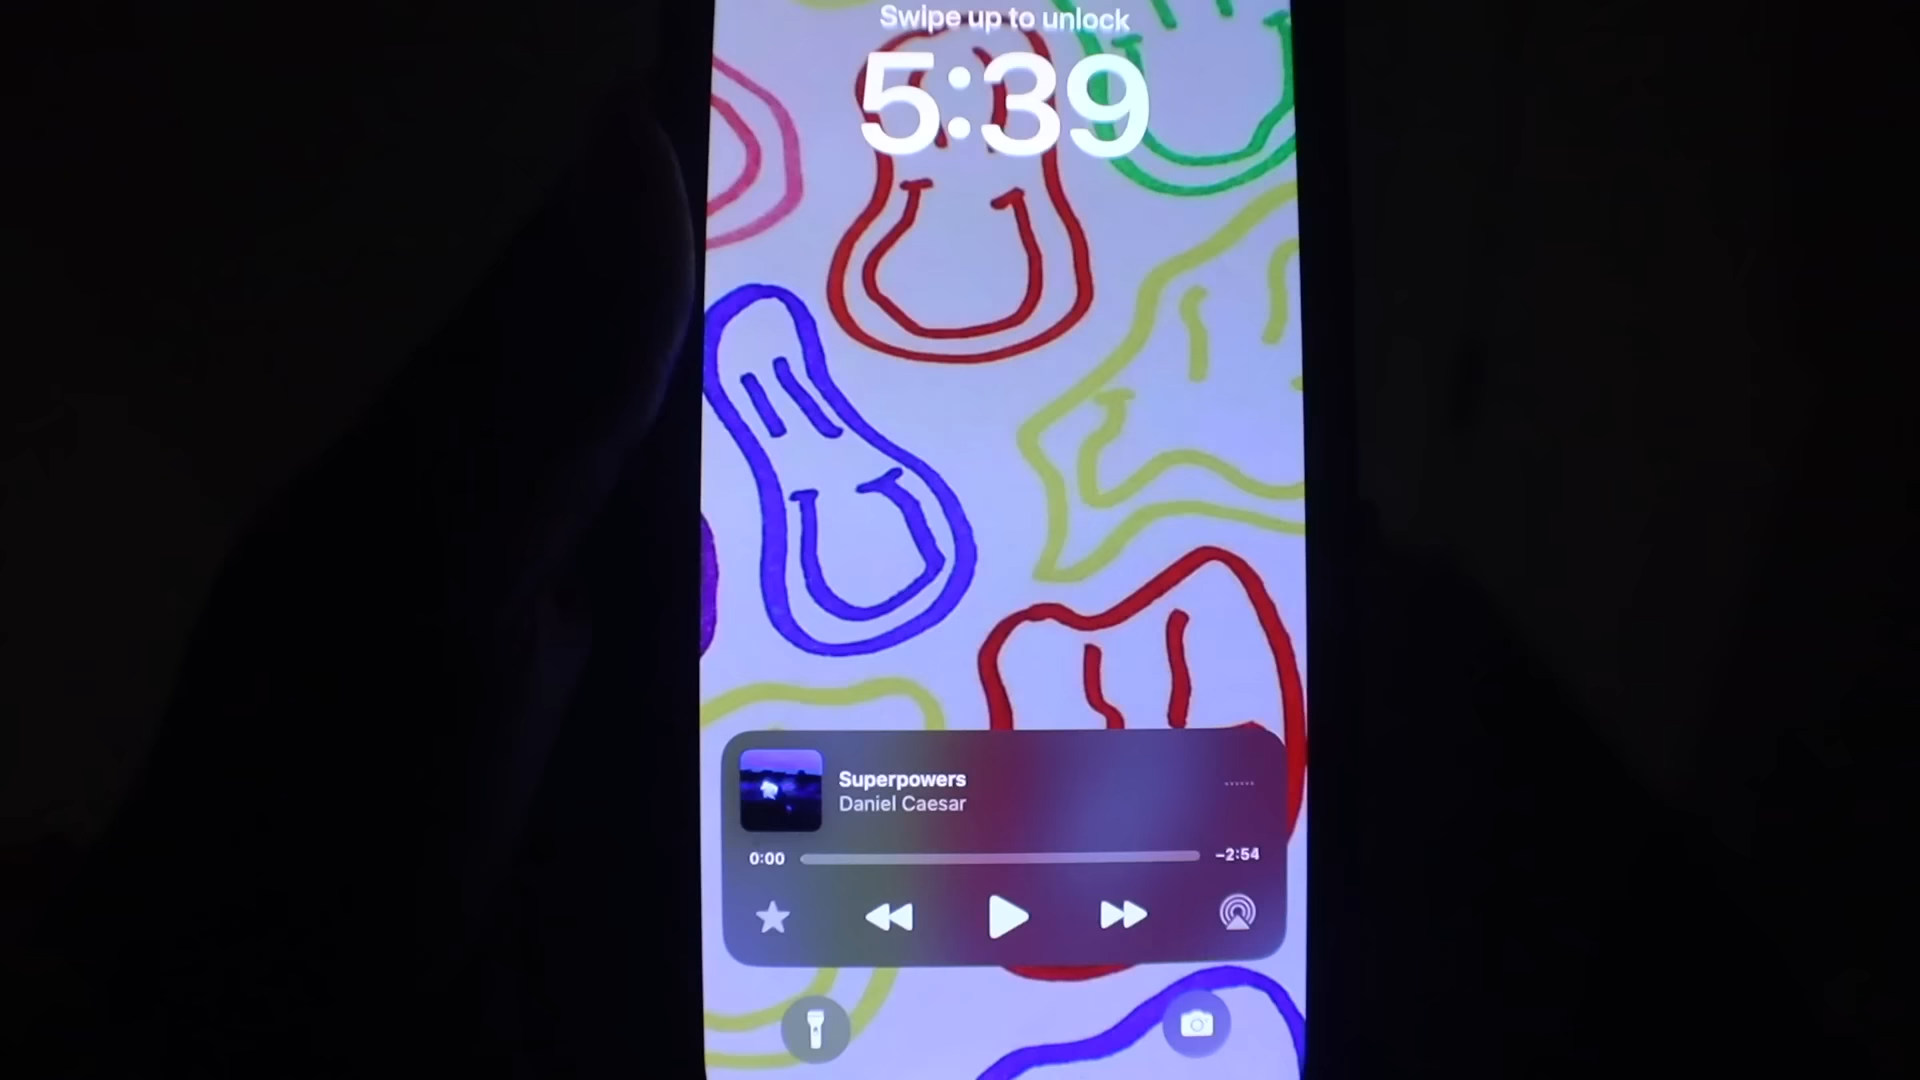 Swipe up to unlock
5:39
Superpowers
Daniel Caesar
0:00
-2:54